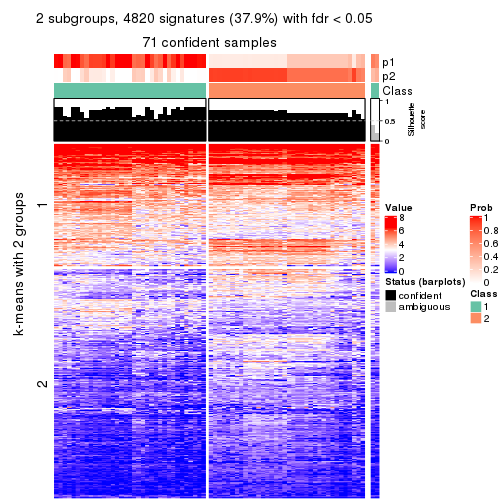 2 subgroups, 4820 signatures (37.9%) with fdr < 0.05
71 confident samples
p1
p2
Class
1
0.5
0
Silhouette
score
k-means with 2 groups
1
2
Value
8
6
4
2
0
Status (barplots)
confident
ambiguous
Prob
1
0.8
0.6
0.4
0.2
0
Class
1
2